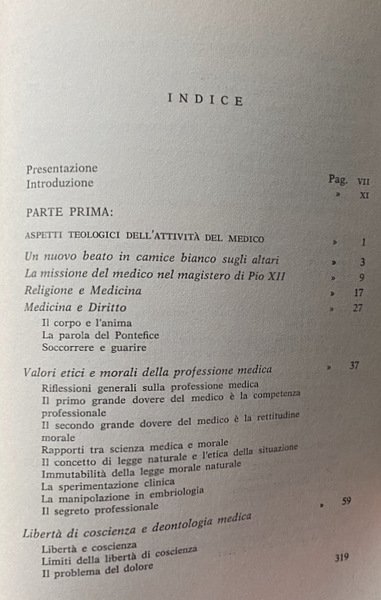 INDICE
Presentazione Pag. VII
Introduzione » XI
PARTE PRIMA:
ASPETTI TEOLOGICI DELL'ATTIVITÀ DEL MEDICO » 1
Un nuovo beato in camice bianco sugli altari » 3
La missione del medico nel magistero di Pio XII » 9
Religione e Medicina » 17
Medicina e Diritto » 27
Il corpo e l'anima
La parola del Pontefice
Soccorrere e guarire
Valori etici e morali della professione medica » 37
Riflessioni generali sulla professione medica
Il primo grande dovere del medico è la competenza
professionale
Il secondo grande dovere del medico è la rettitudine
morale
Rapporti tra scienza medica e morale
Il concetto di legge naturale e l'etica della situazione
Immutabilità della legge morale naturale
La sperimentazione clinica
La manipolazione in embriologia
Il segreto professionale
Libertà di coscienza e deontologia medica » 59
Libertà e coscienza
Limiti della libertà di coscienza
Il problema del dolore
319